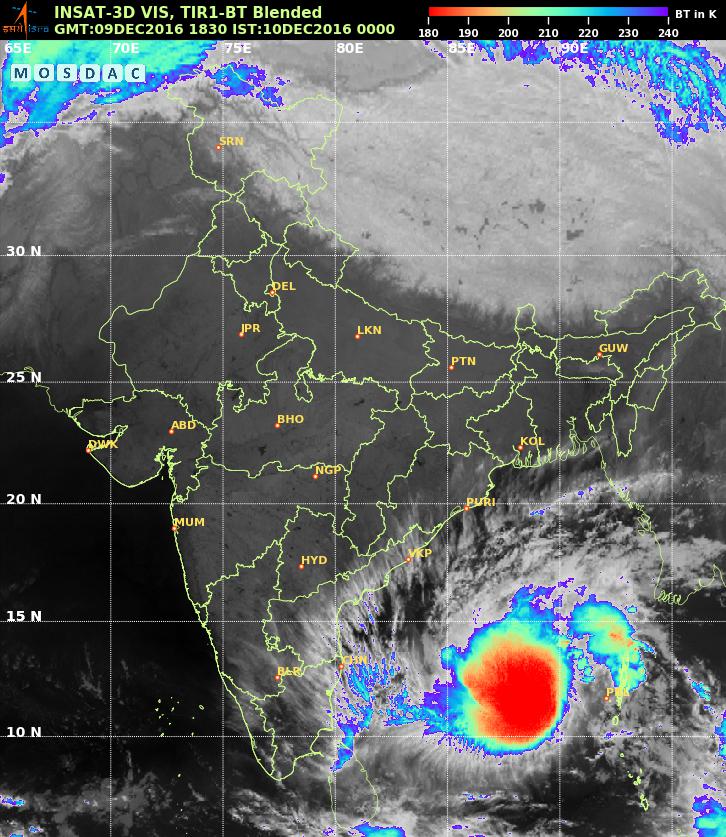 INSAT-3D VIS, TIR1-BT Blended
GMT:09DEC2016 1830 IST:10DEC2016 0000
BT in K
180 190 200 210 220 230 240
65E 70E 75E 80E 85E 90E
MOSDAC
SRN
30 N
DEL
JPR LKN GUW
PTN
25 N
ABD BHO
DWK KOL
NGP
20 N PURI
MUM
HYD VKP
15 N
BLR CHN
10 N